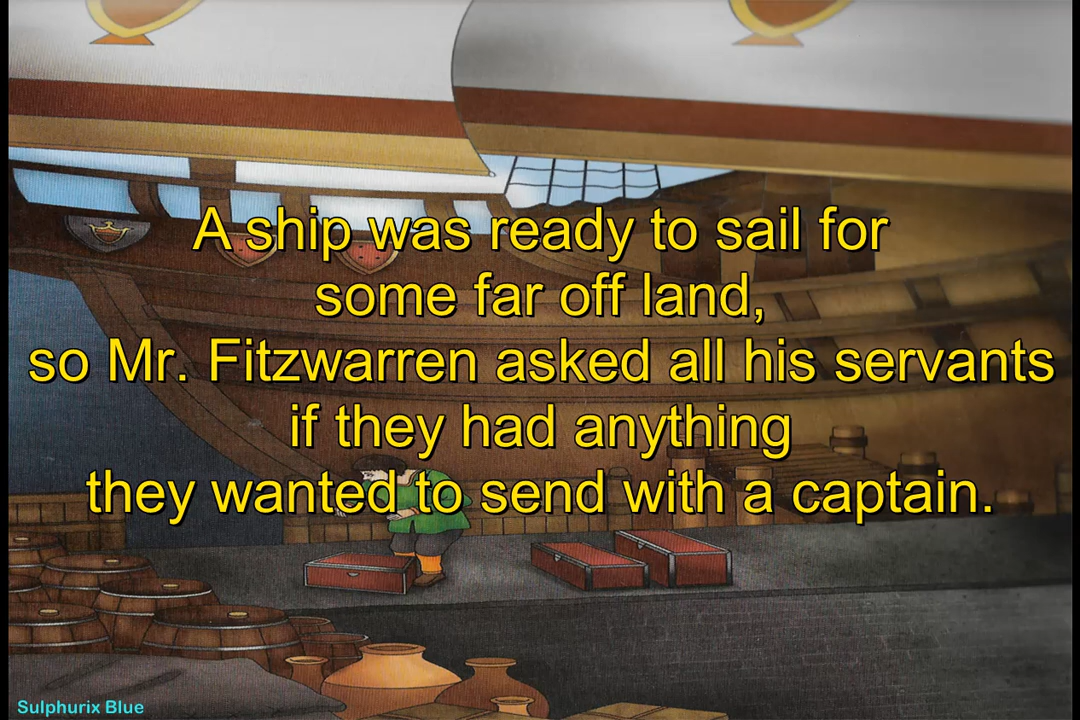 A ship was ready to sail for
some far off land,
so Mr. Fitzwarren asked all his servants
if they had anything
they wanted to send with a captain.
Sulphurix Blue